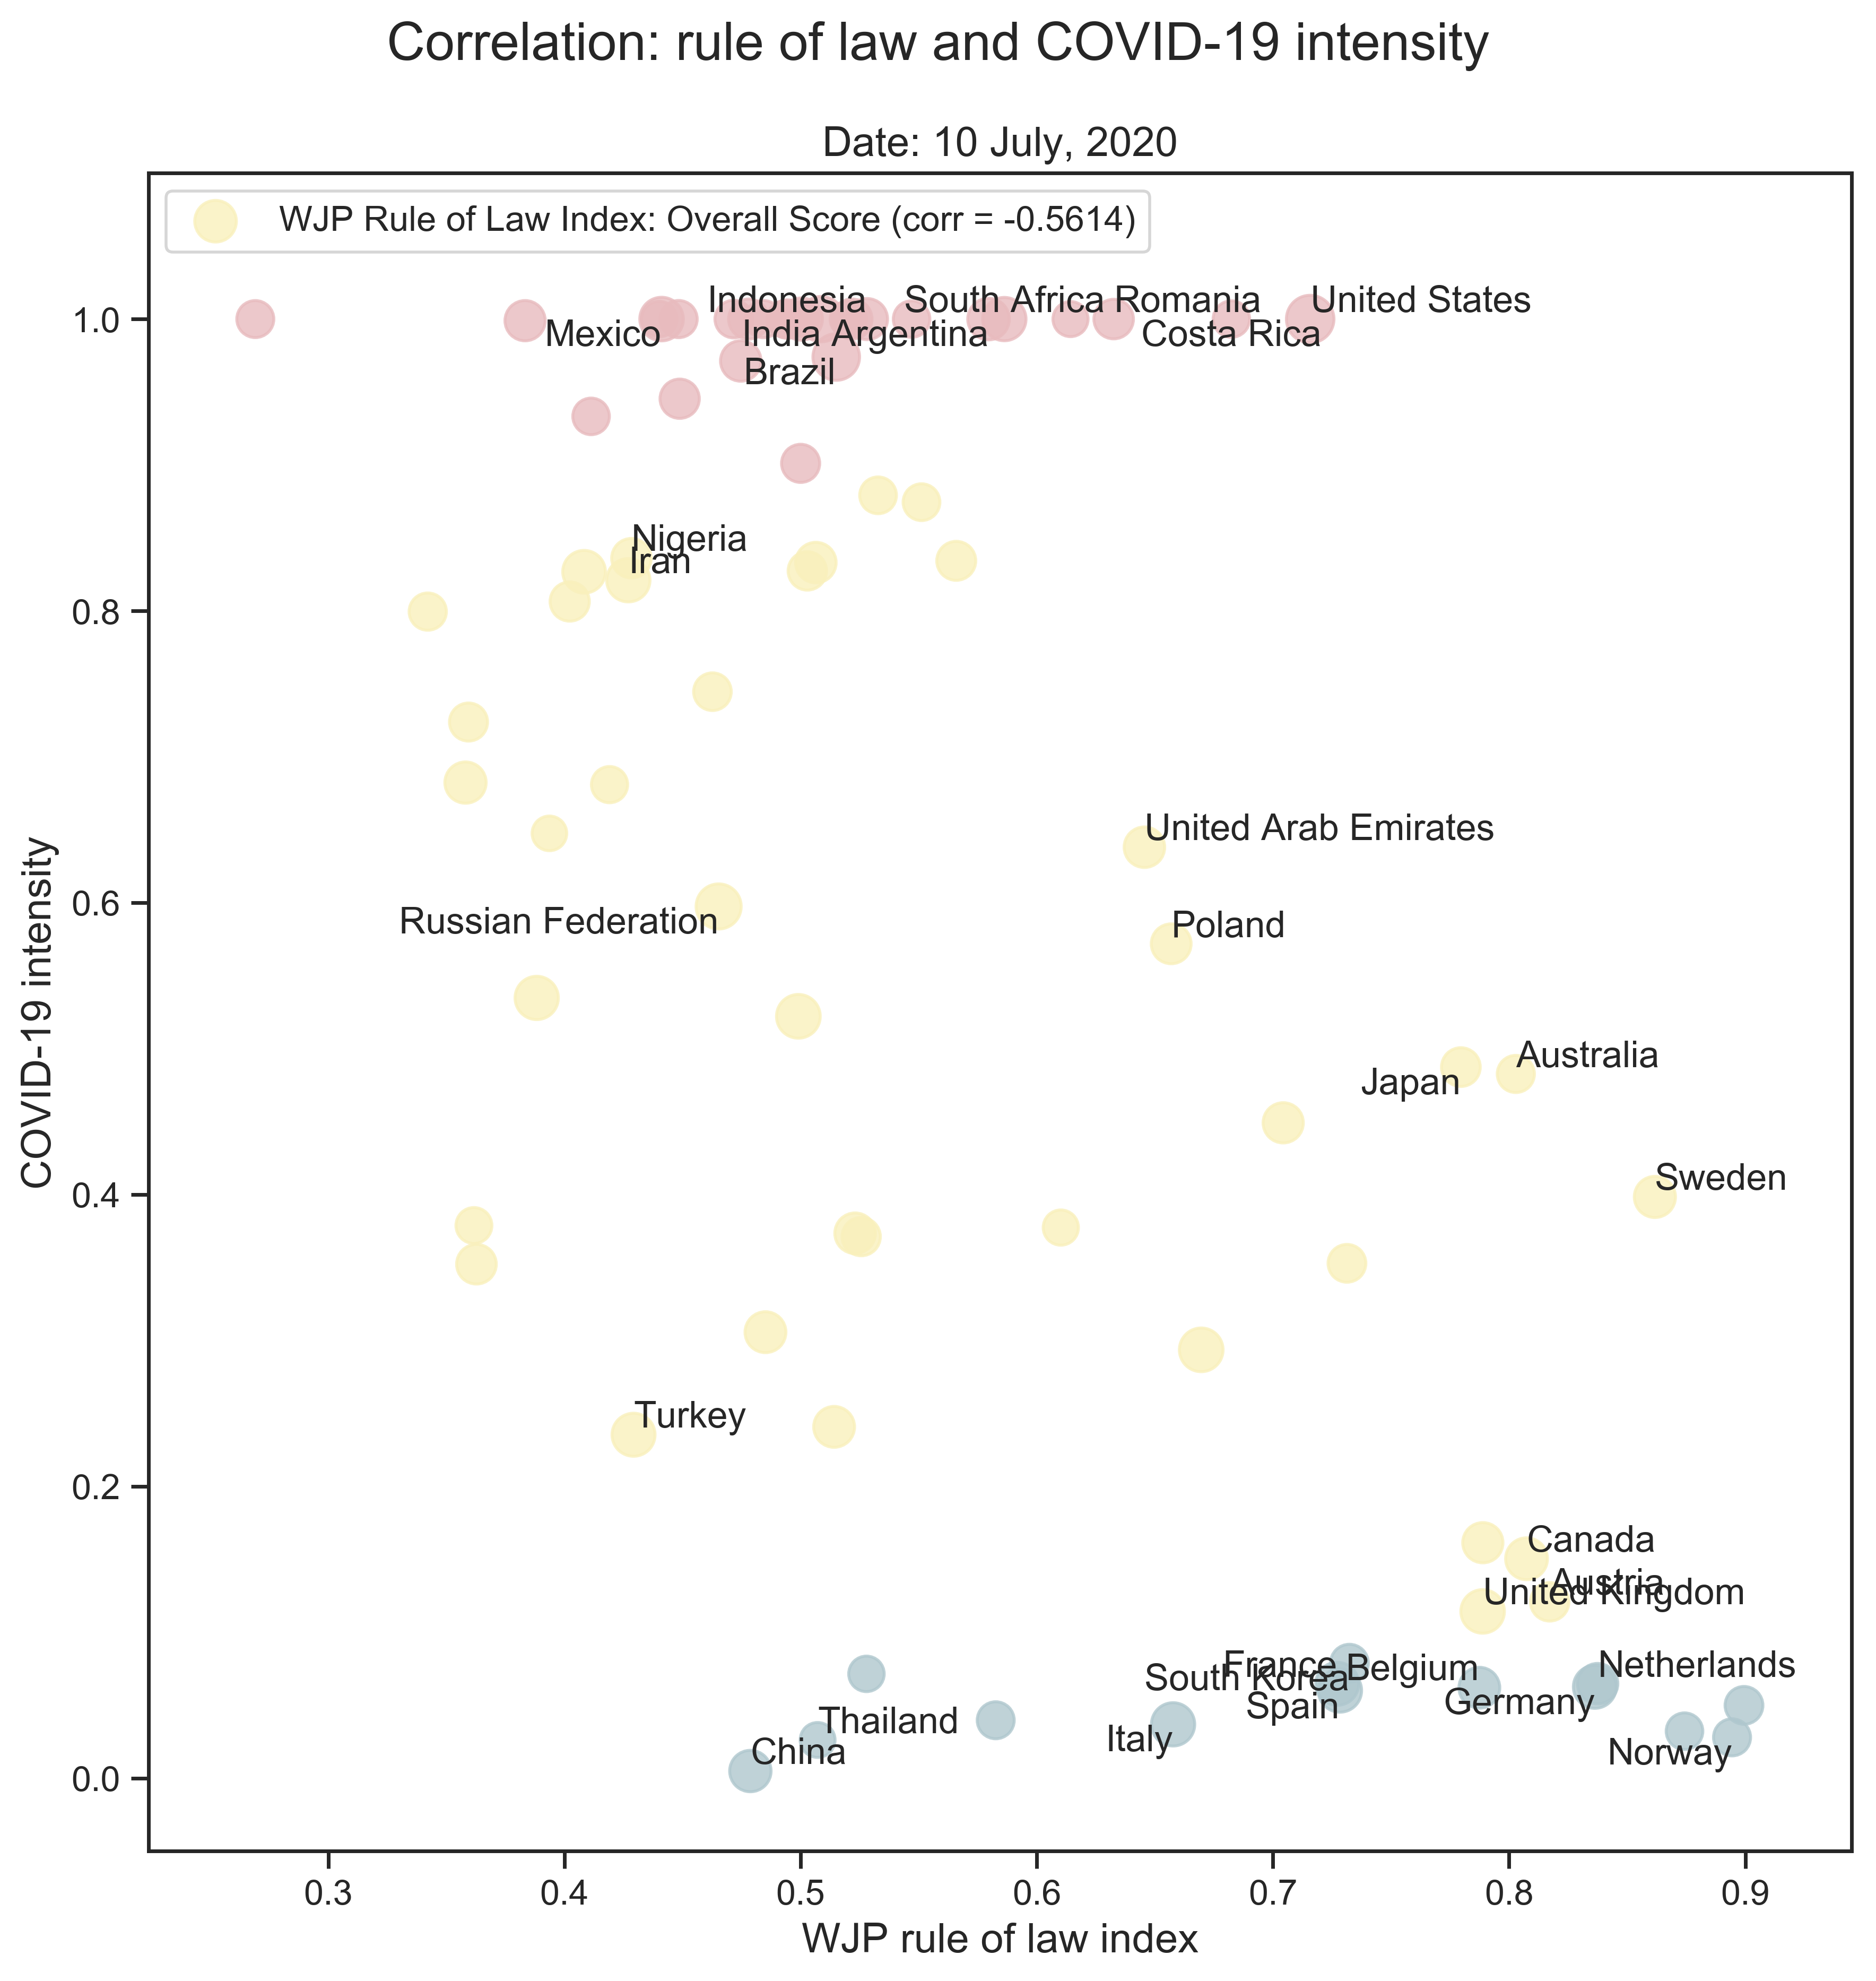 Correlation: rule of law and COVID-19 intensity
Date: 10 July, 2020
WJP Rule of Law Index: Overall Score (corr = -0.5614)
1.0
Indonesia
South Africa
Romania
United States
Mexico
India
Argentina
Costa Rica
Brazil
Nigeria
Iran
0.8
United Arab Emirates
Russian Federation
Poland
0.6
Australia
Japan
Sweden
0.4
Turkey
0.2
Canada
Austria
United Kingdom
France
Belgium
Netherlands
South Korea
Spain
Germany
Thailand
Italy
China
Norway
0.0
COVID-19 intensity
0.3
0.4
0.5
0.6
0.7
0.8
0.9
WJP rule of law index